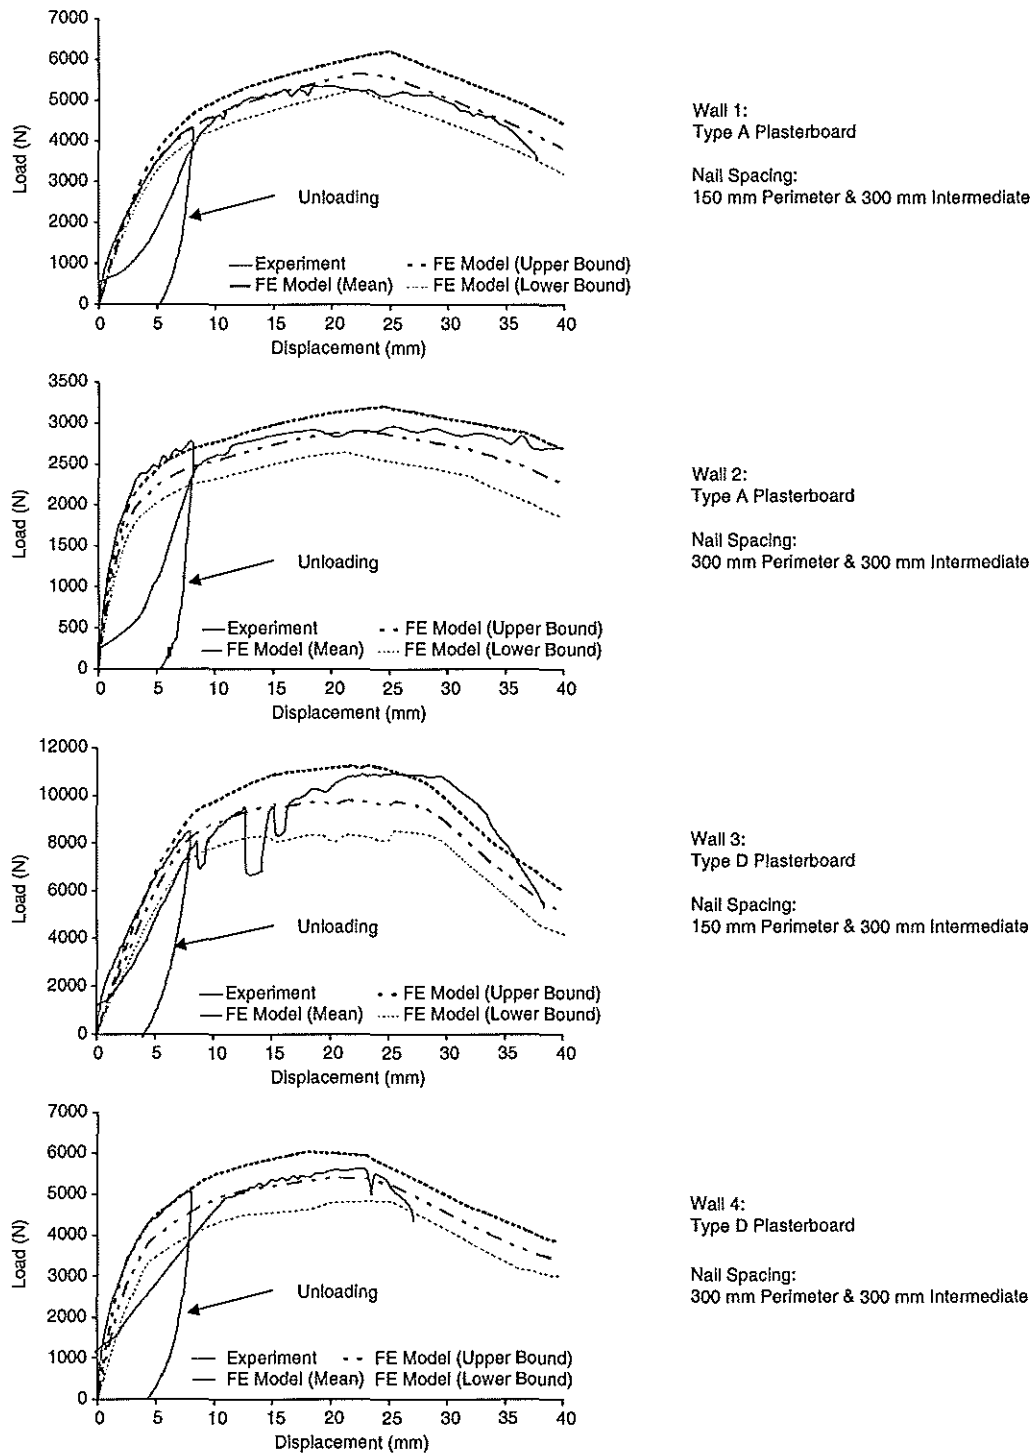 7000
6000
5000
4000
3000
2000
1000
0
Load (N)
Unloading
Experiment
FE Model (Upper Bound)
FE Model (Mean)
FE Model (Lower Bound)
0 5 10 15 20 25 30 35 40
Displacement (mm)
Wall 1:
Type A Plasterboard
Nail Spacing:
150 mm Perimeter & 300 mm Intermediate
3500
3000
2500
2000
1500
1000
500
0
Load (N)
Unloading
Experiment
FE Model (Upper Bound)
FE Model (Mean)
FE Model (Lower Bound)
0 5 10 15 20 25 30 35 40
Displacement (mm)
Wall 2:
Type A Plasterboard
Nail Spacing:
300 mm Perimeter & 300 mm Intermediate
12000
10000
8000
6000
4000
2000
0
Load (N)
Unloading
Experiment
FE Model (Upper Bound)
FE Model (Mean)
FE Model (Lower Bound)
0 5 10 15 20 25 30 35 40
Displacement (mm)
Wall 3:
Type D Plasterboard
Nail Spacing:
150 mm Perimeter & 300 mm Intermediate
7000
6000
5000
4000
3000
2000
1000
0
Load (N)
Unloading
Experiment
FE Model (Upper Bound)
FE Model (Mean)
FE Model (Lower Bound)
0 5 10 15 20 25 30 35 40
Displacement (mm)
Wall 4:
Type D Plasterboard
Nail Spacing:
300 mm Perimeter & 300 mm Intermediate